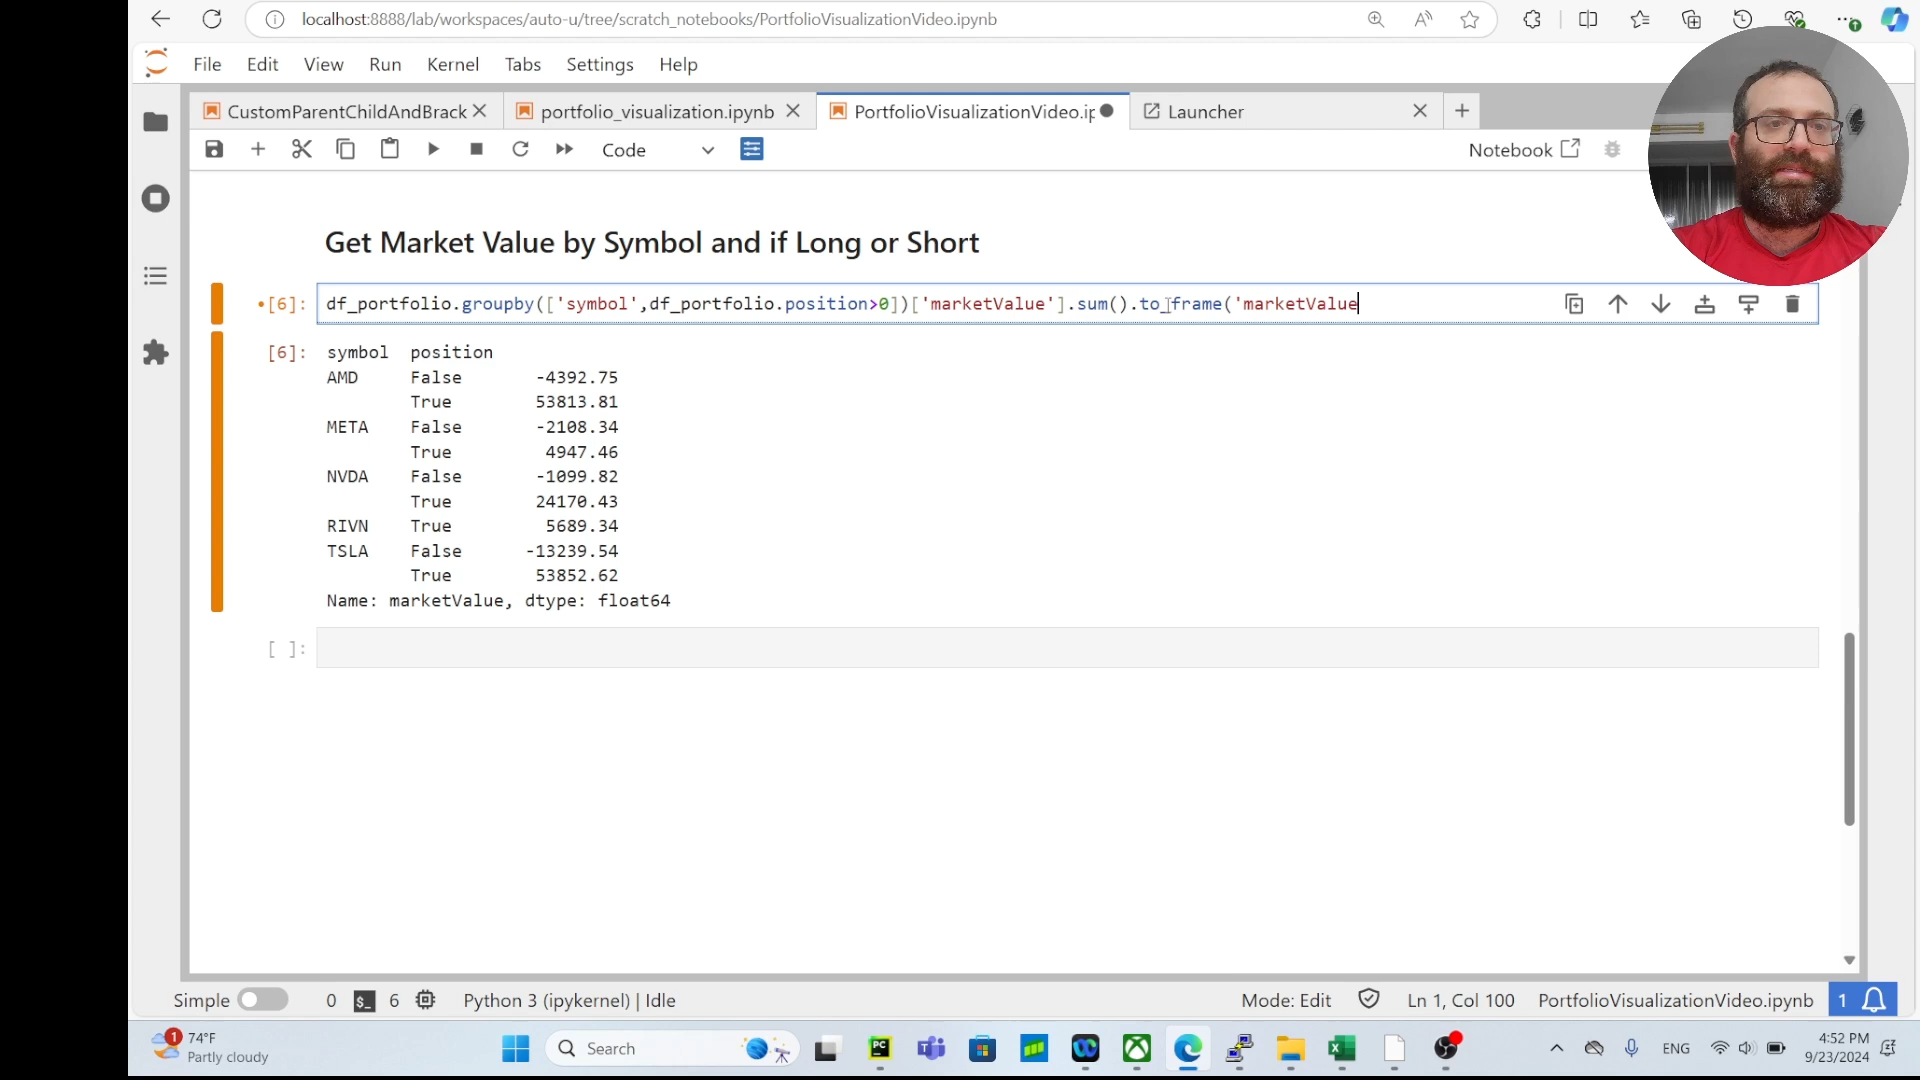 localhost:8888/lab/workspaces/auto-u/tree/scratch_notebooks/PortfolioVisualizationVideo.ipynb
File Edit View Run Kernel Tabs Settings Help
CustomParentChildAndBrack
portfolio_visualization.ipynb
PortfolioVisualizationVideo.ip
Launcher
Code
Notebook
Get Market Value by Symbol and if Long or Short
[6]: df_portfolio.groupby(['symbol',df_portfolio.position>0])['marketValue'].sum().to_frame('marketValue
[6]: symbol position
AMD False -4392.75
True 53813.81
META False -2108.34
True 4947.46
NVDA False -1099.82
True 24170.43
RIVN True 5689.34
TSLA False -13239.54
True 53852.62
Name: marketValue, dtype: float64
[ ]:
Simple 0 $_ 6 Python 3 (ipykernel) | Idle Mode: Edit Ln 1, Col 100 PortfolioVisualizationVideo.ipynb 1
1 74°F
Partly cloudy
Search
PC
ENG
4:52 PM
9/23/2024